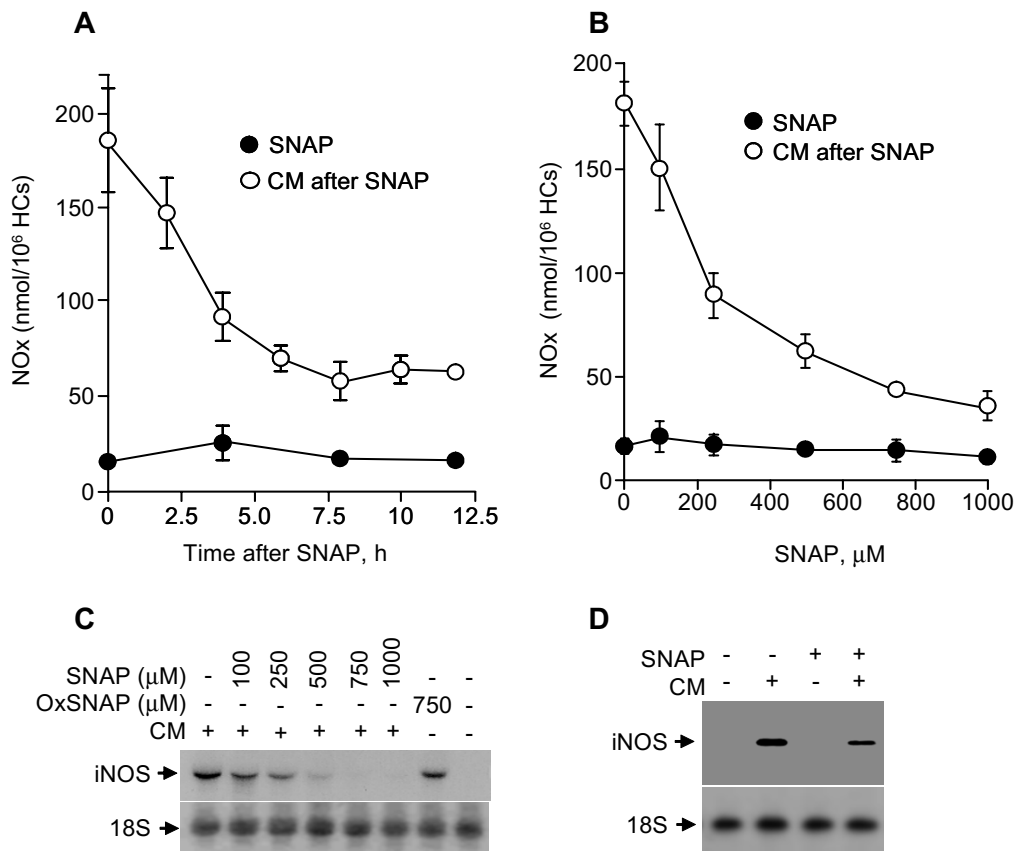 A
NOx (nmol/10⁶ HCs)
200
150
100
50
0
SNAP
CM after SNAP
0 2.5 5.0 7.5 10 12.5
Time after SNAP, h
B
NOx (nmol/10⁶ HCs)
200
150
100
50
0
SNAP
CM after SNAP
0 200 400 600 800 1000
SNAP, μM
C
SNAP (μM) - 100 250 500 750 1000 - -
OxSNAP (μM) - - - - - - 750 -
CM + + + + + + - -
iNOS
18S
D
SNAP - - + +
CM - + - +
iNOS
18S